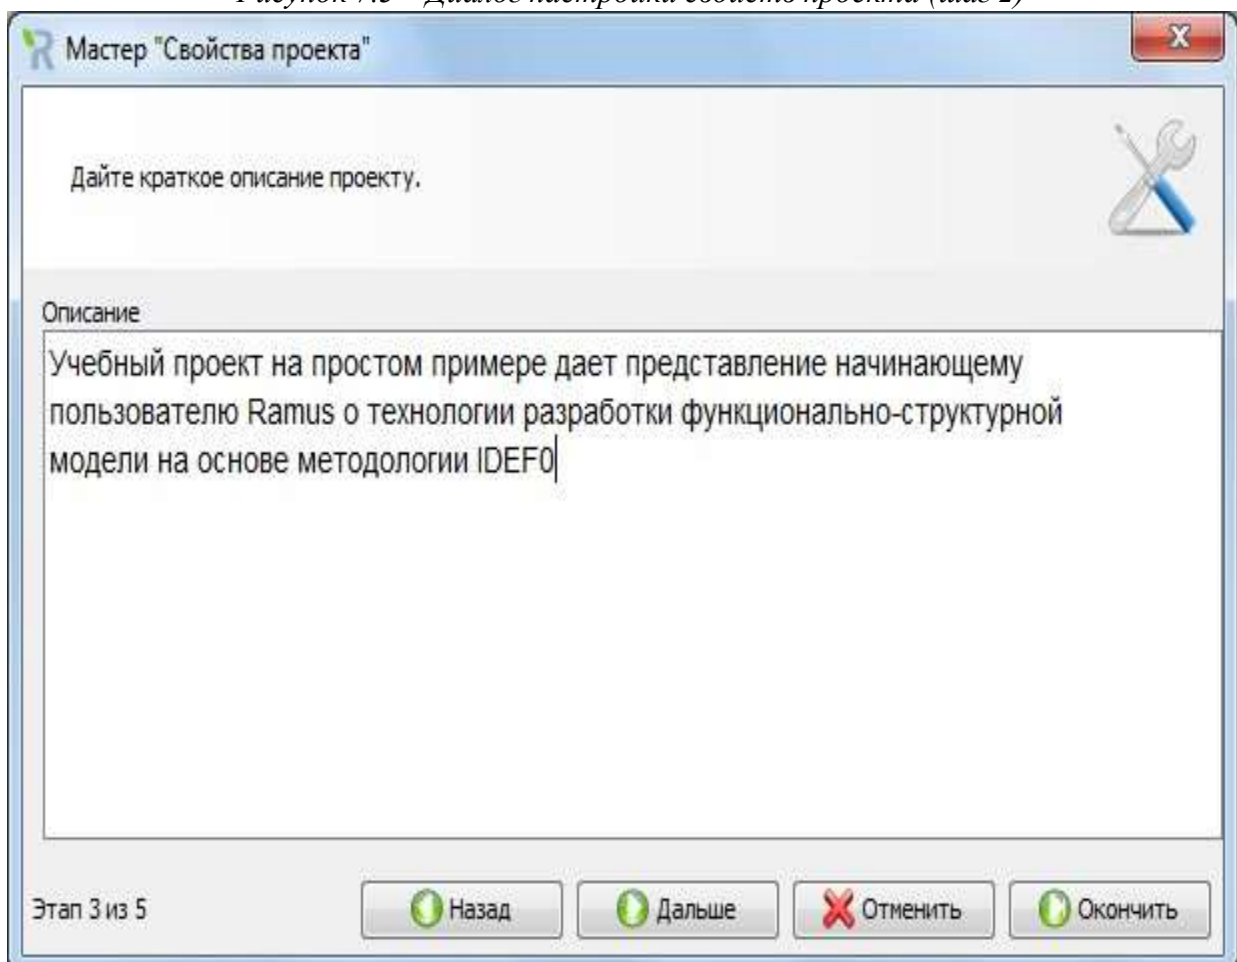 Мастер "Свойства проекта"
Дайте краткое описание проекту.
Описание
Учебный проект на простом примере дает представление начинающему
пользователю Ramus о технологии разработки функционально-структурной
модели на основе методологии IDEF0
Этап 3 из 5
Назад
Дальше
Отменить
Окончить